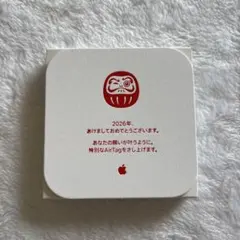 2026年、
あけましておめでとうございます。
あなたの願いが叶うように。
特別なAirTagをさし上げます。